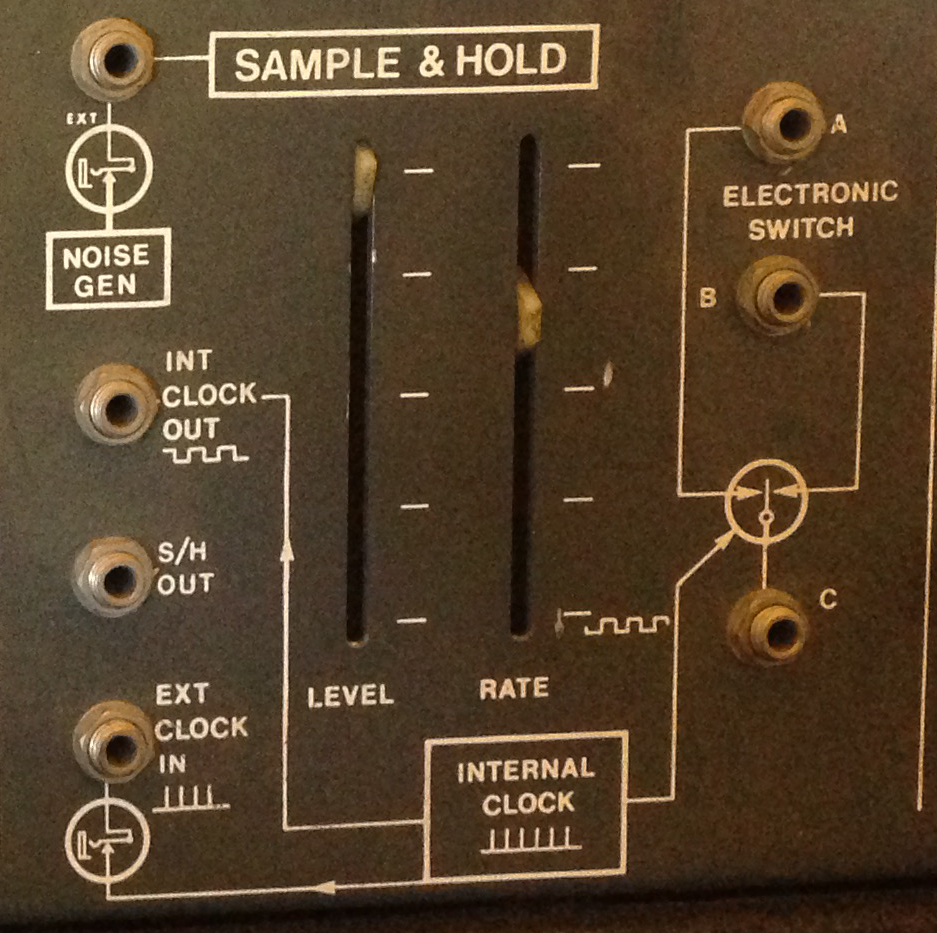 SAMPLE & HOLD
EXT
NOISE
GEN
INT
CLOCK
OUT
S/H
OUT
EXT
CLOCK
IN
LEVEL
RATE
INTERNAL
CLOCK
A
ELECTRONIC
SWITCH
B
C